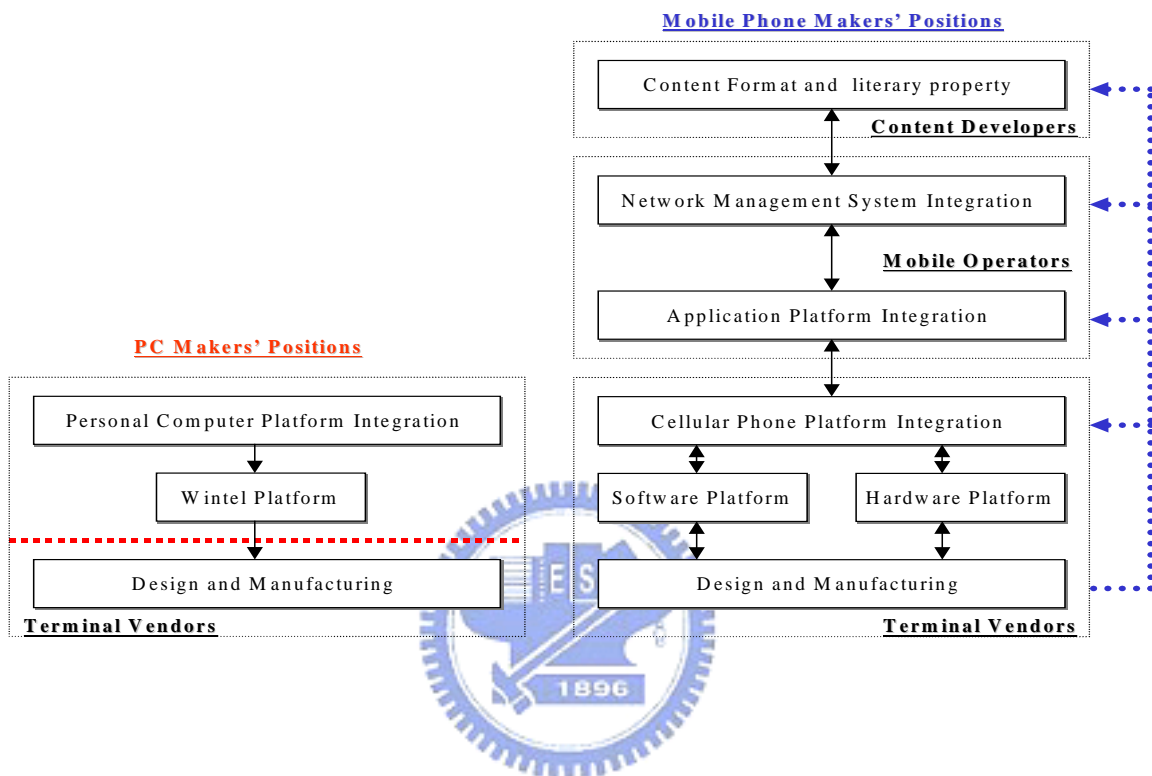 Mobile Phone Makers’ Positions
Content Format and literary property
Content Developers
Network Management System Integration
Mobile Operators
Application Platform Integration
PC Makers’ Positions
Personal Computer Platform Integration
Wintel Platform
Design and Manufacturing
Terminal Vendors
Cellular Phone Platform Integration
Software Platform
Hardware Platform
Design and Manufacturing
Terminal Vendors
ES
1896